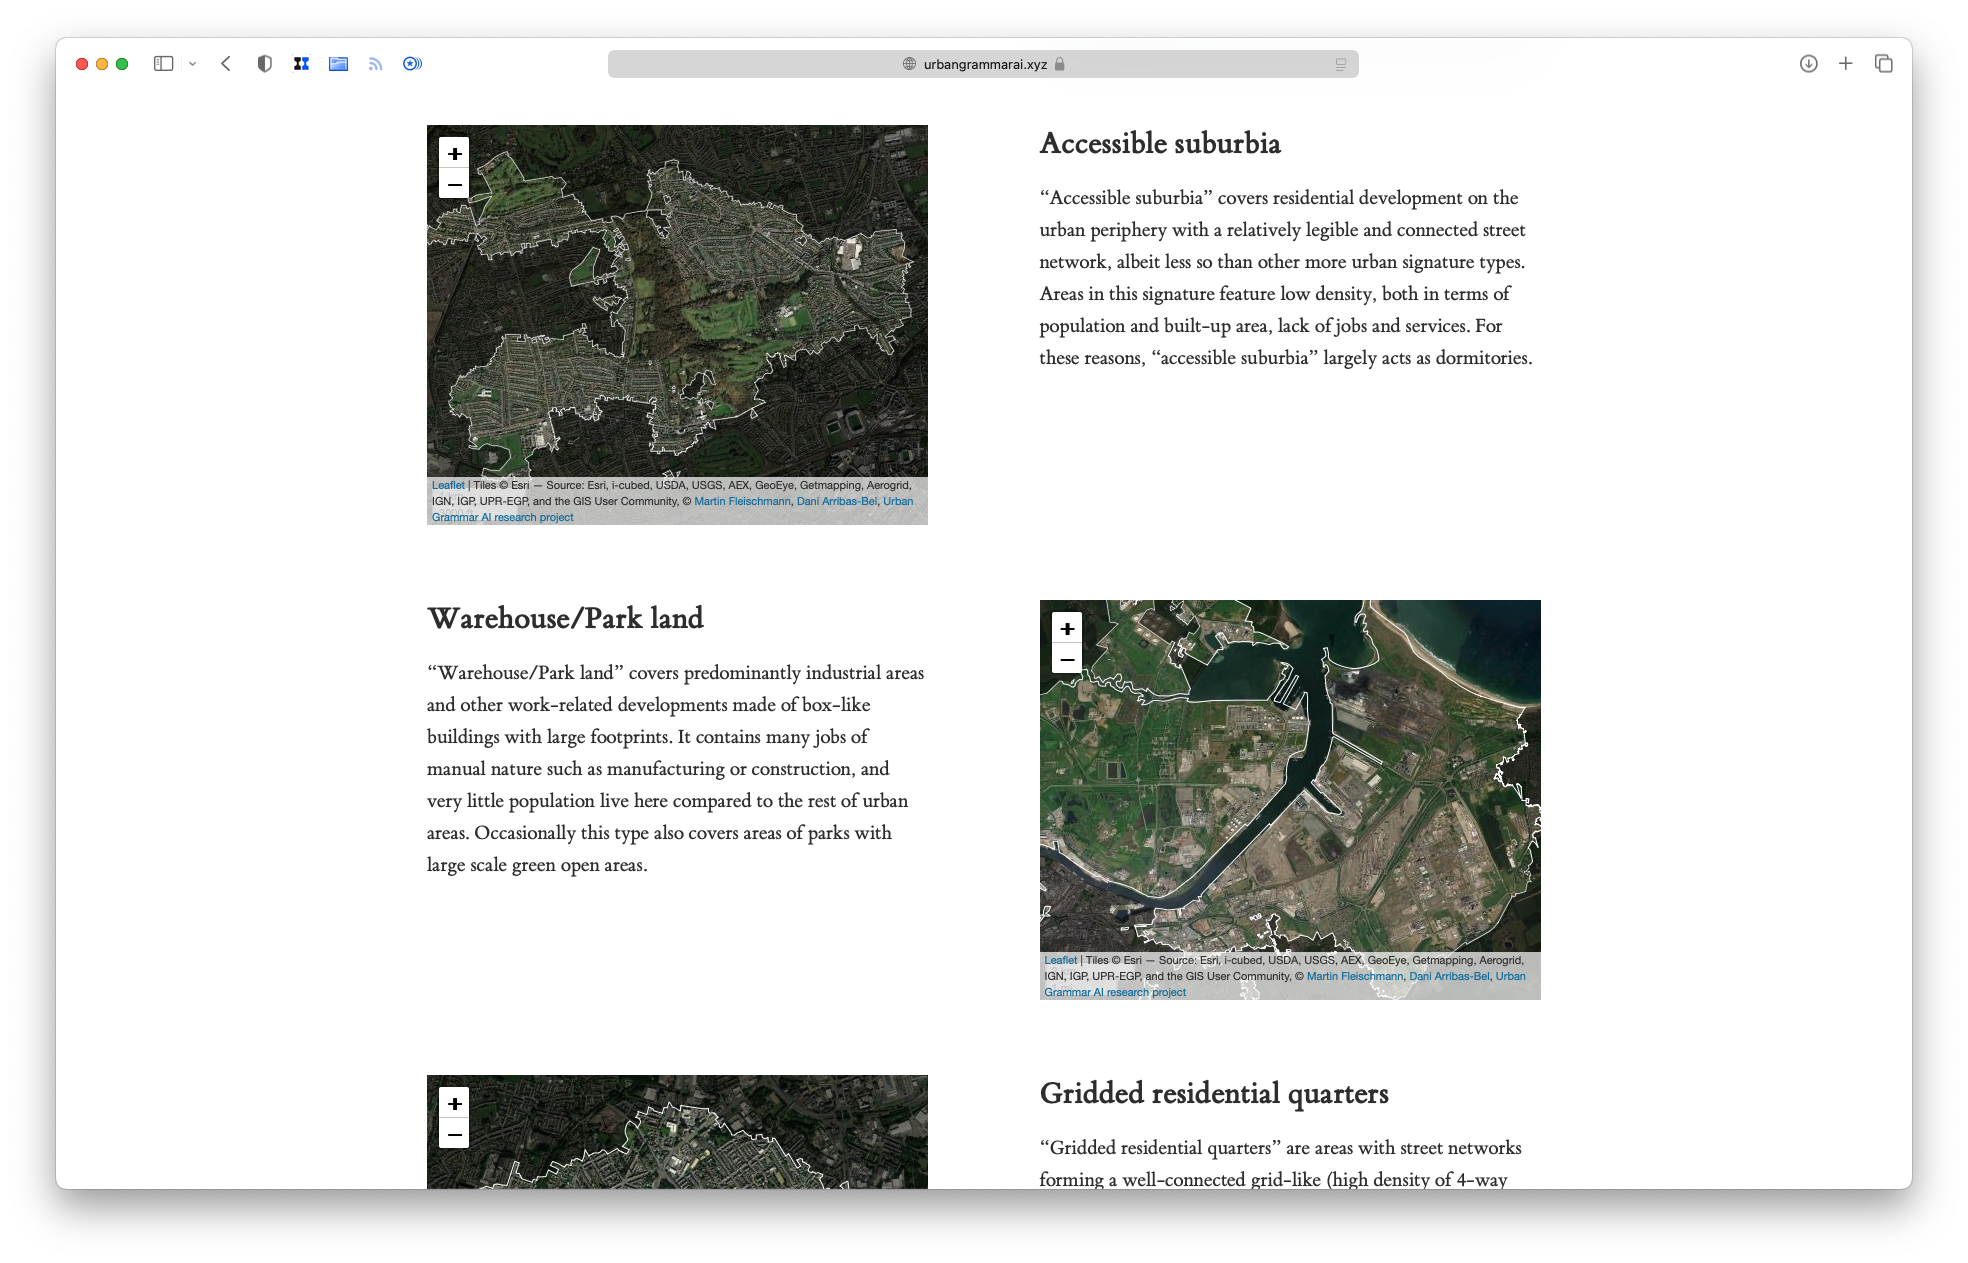 urbangrammarai.xyz
+
−
Leaflet | Tiles © Esri — Source: Esri, i-cubed, USDA, USGS, AEX, GeoEye, Getmapping, Aerogrid,
IGN, IGP, UPR-EGP, and the GIS User Community, © Martin Fleischmann, Dani Arribas-Bel, Urban
Grammar AI research project
Accessible suburbia
“Accessible suburbia” covers residential development on the
urban periphery with a relatively legible and connected street
network, albeit less so than other more urban signature types.
Areas in this signature feature low density, both in terms of
population and built-up area, lack of jobs and services. For
these reasons, “accessible suburbia” largely acts as dormitories.
Warehouse/Park land
“Warehouse/Park land” covers predominantly industrial areas
and other work-related developments made of box-like
buildings with large footprints. It contains many jobs of
manual nature such as manufacturing or construction, and
very little population live here compared to the rest of urban
areas. Occasionally this type also covers areas of parks with
large scale green open areas.
+
−
Leaflet | Tiles © Esri — Source: Esri, i-cubed, USDA, USGS, AEX, GeoEye, Getmapping, Aerogrid,
IGN, IGP, UPR-EGP, and the GIS User Community, © Martin Fleischmann, Dani Arribas-Bel, Urban
Grammar AI research project
+
−
Gridded residential quarters
“Gridded residential quarters” are areas with street networks
forming a well-connected grid-like (high density of 4-way